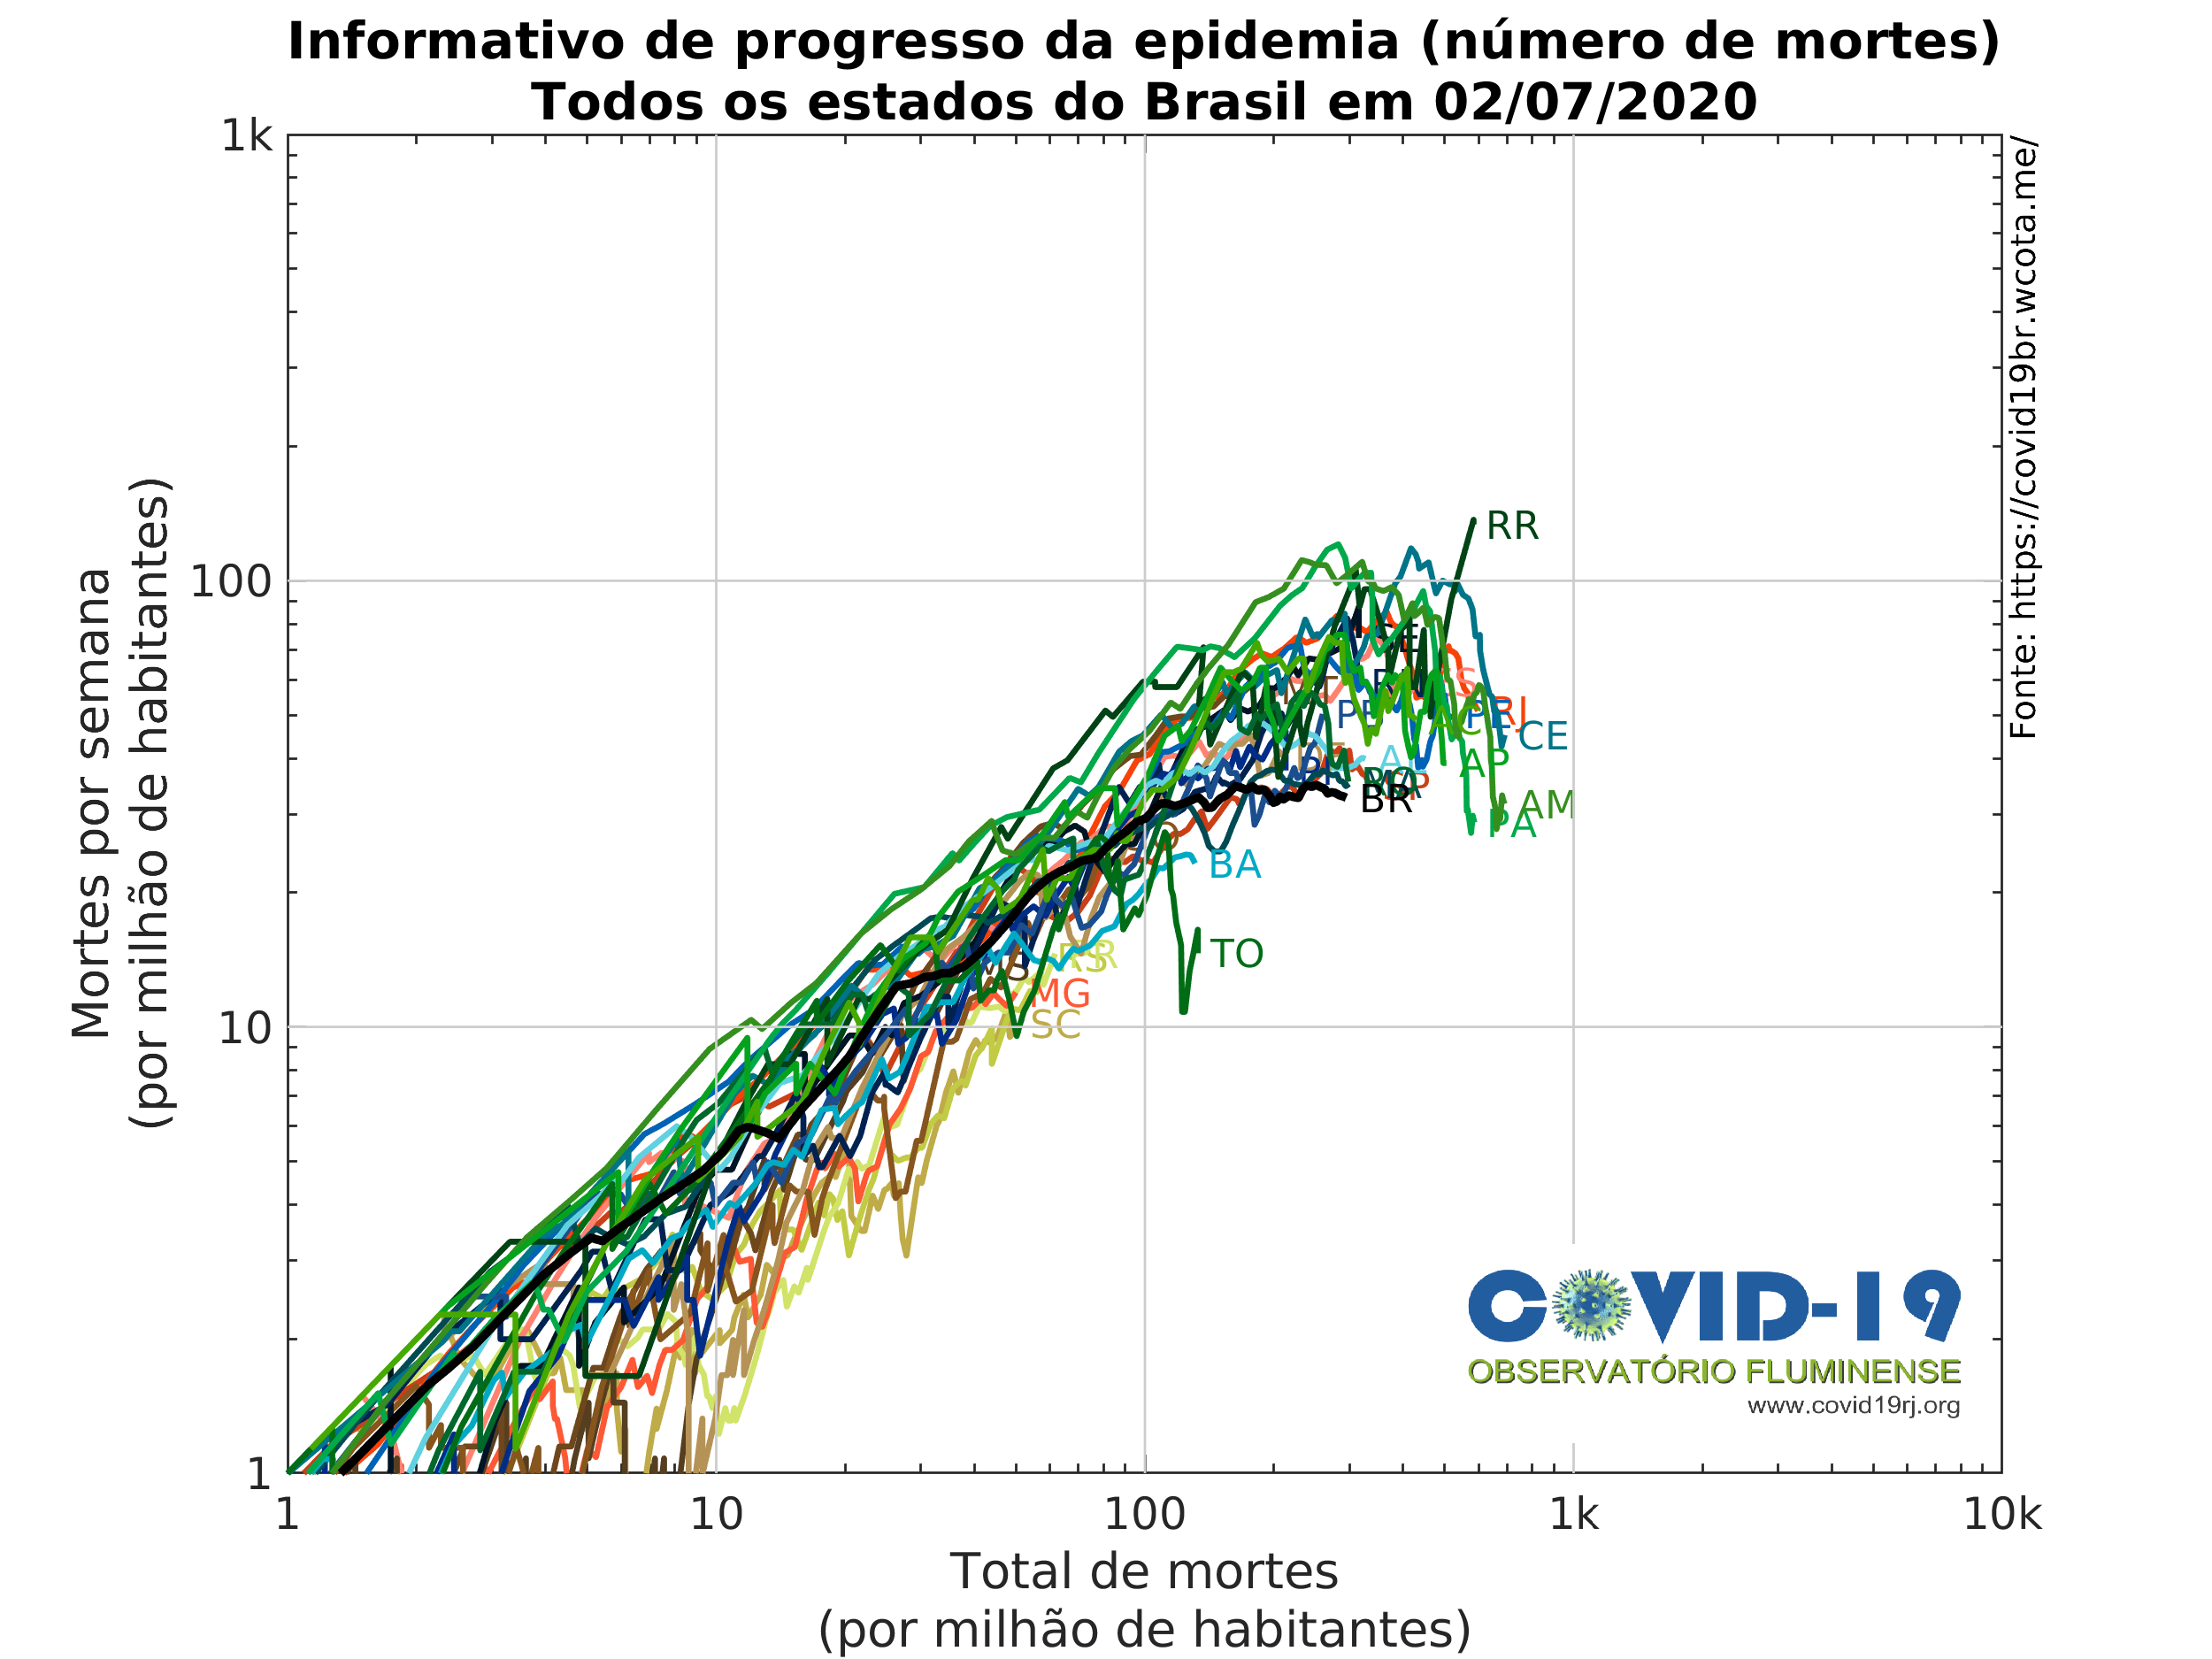 Informativo de progresso da epidemia (número de mortes)
Todos os estados do Brasil em 02/07/2020
Fonte: https://covid19br.wcota.me/
Mortes por semana
(por milhão de habitantes)
1k
100
10
1
RR
RJ
CE
AP
AM
PA
BR
BA
TO
MG
SC
1
10
100
1k
10k
Total de mortes
(por milhão de habitantes)
COVID-19
OBSERVATÓRIO FLUMINENSE
www.covid19rj.org